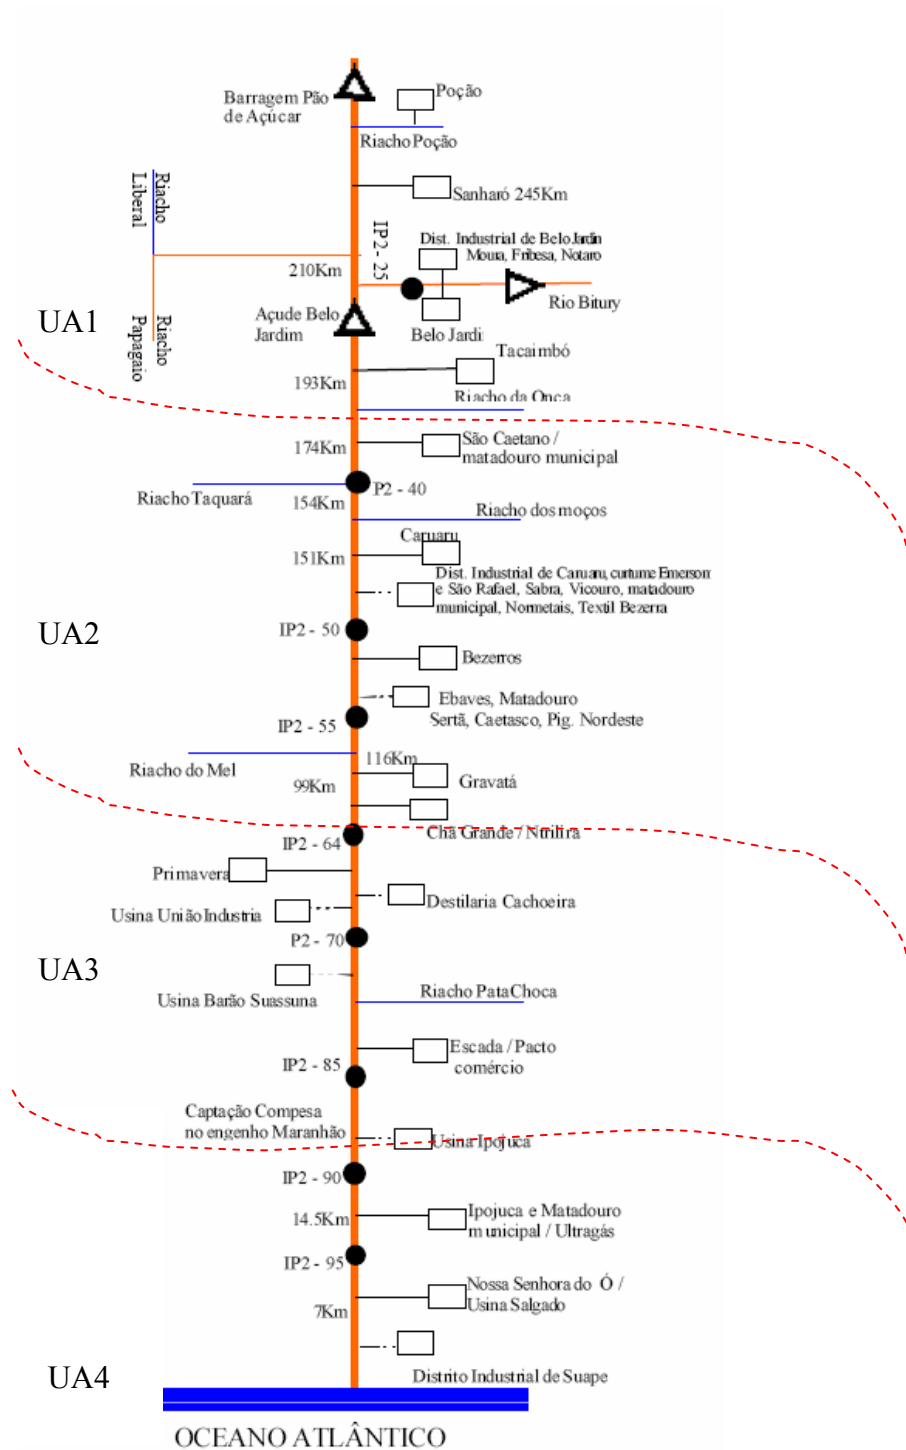 Poção
Barragem Pão
de Açúcar
Riacho Poção
Riacho
Liberal
Sanharó 245Km
IP2 - 25
Dist. Industrial de Belo Jardin
Moura, Fribesa, Notaro
210Km
Rio Bitury
Açude Belo
Jardim
UA1
Riacho
Papagaio
Belo Jardi
Tacaimbó
193Km
Riacho da Onca
São Caetano /
174Km
matadouro municipal
P2 - 40
Riacho Taquará
154Km
Riacho dos moços
Caruaru
151Km
Dist. Industrial de Caruaru, curtume Emerson
e São Rafael, Sabra, Vicouro, matadouro
municipal, Normetais, Textil Bezerra
UA2
IP2 - 50
Bezerros
Ebaves, Matadouro
Sertã, Caetasco, Pig. Nordeste
IP2 - 55
116Km
Riacho do Mel
99Km
Gravatá
Chã Grande /
IP2 - 64
Primavera
Destilaria Cachoeira
Usina União Industria
P2 - 70
UA3
Usina Barão Suassuna
Riacho Pata Choca
Escada / Pacto
comércio
IP2 - 85
Captação Compesa
no engenho Maranhão
Usina Ipojuca
IP2 - 90
Ipojuca e Matadouro
municipal / Ultragás
14.5Km
IP2 - 95
Nossa Senhora do Ó /
Usina Salgado
7Km
UA4
Distrito Industrial de Suape
OCEANO ATLÂNTICO